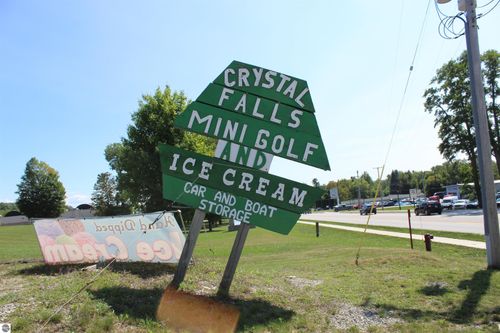 CRYSTAL
FALLS
MINI GOLF
AND
ICE CREAM
CAR AND BOAT
STORAGE
Hand Dipped
Ice Cream